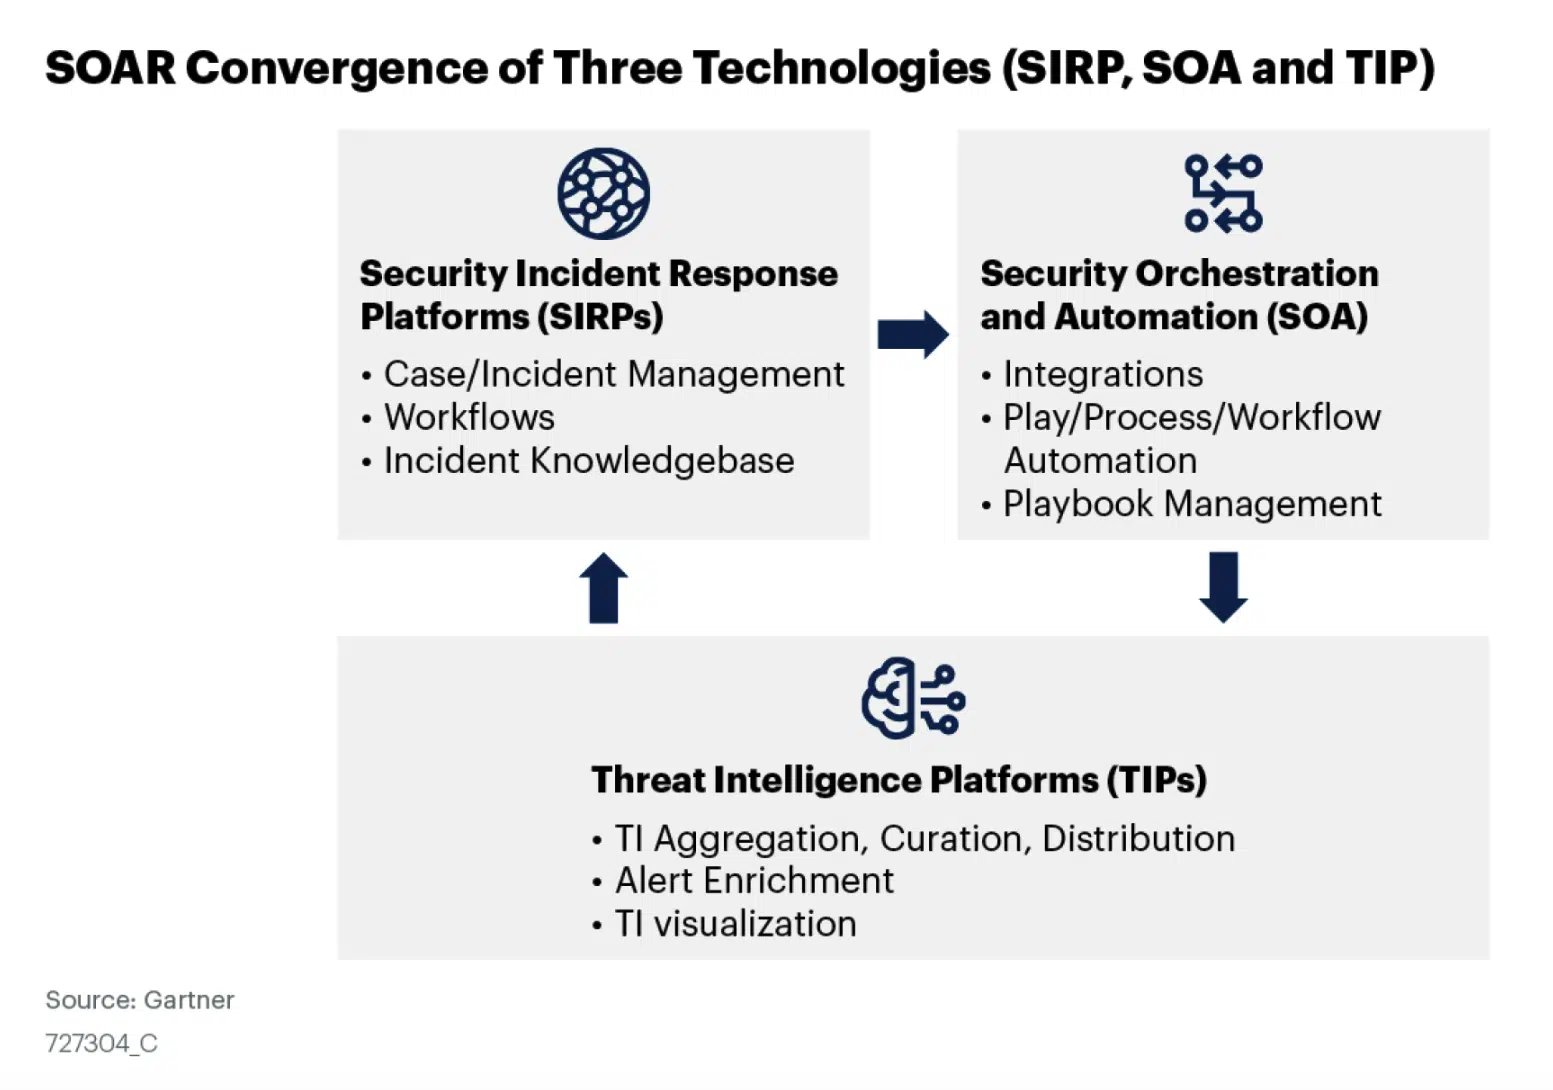 SOAR Convergence of Three Technologies (SIRP, SOA and TIP)
Security Incident Response
Platforms (SIRPs)
• Case/Incident Management
• Workflows
• Incident Knowledgebase
Security Orchestration
and Automation (SOA)
• Integrations
• Play/Process/Workflow
Automation
• Playbook Management
Threat Intelligence Platforms (TIPs)
• TI Aggregation, Curation, Distribution
• Alert Enrichment
• TI visualization
Source: Gartner
727304_C